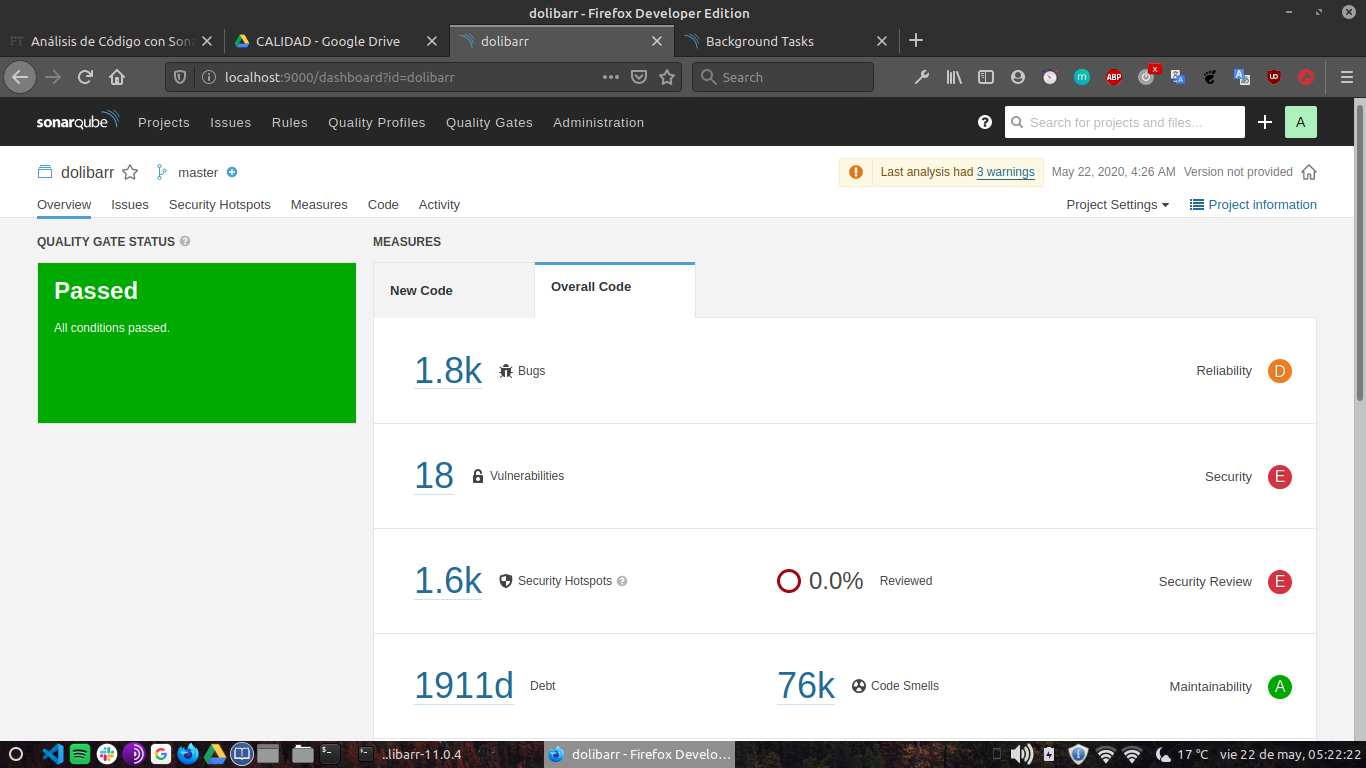 dolibarr - Firefox Developer Edition
FT Análisis de Código con Sona
CALIDAD - Google Drive
dolibarr
Background Tasks
localhost:9000/dashboard?id=dolibarr
Search
m
ABP
x
sonarqube
Projects Issues Rules Quality Profiles Quality Gates Administration
Search for projects and files...
A
dolibarr
master
Last analysis had 3 warnings
May 22, 2020, 4:26 AM
Version not provided
Overview Issues Security Hotspots Measures Code Activity
Project Settings
Project information
QUALITY GATE STATUS
Passed
All conditions passed.
MEASURES
New Code
Overall Code
1.8k Bugs
Reliability D
18 Vulnerabilities
Security E
1.6k Security Hotspots
0.0% Reviewed
Security Review E
1911d Debt
76k Code Smells
Maintainability A
..libarr-11.0.4
dolibarr - Firefox Develo...
17 °C
vie 22 de may, 05:22:22